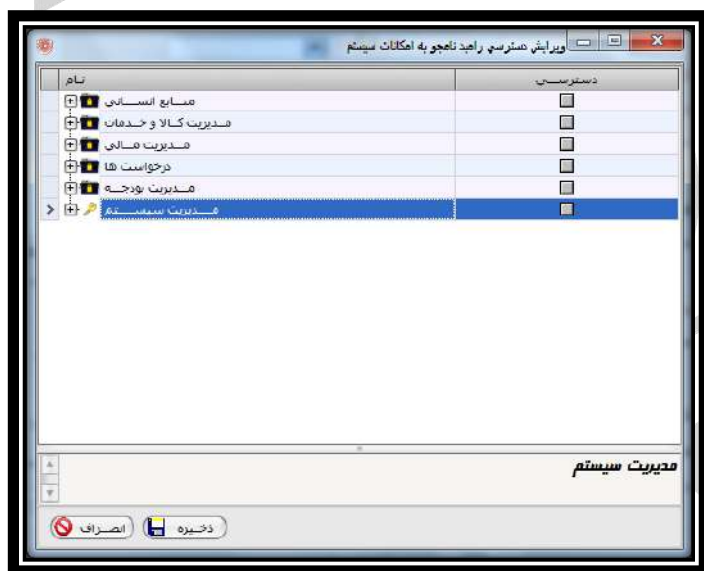 ویرایش دسترسی راهبد نامجو به امکانات سیستم
نام
دسترسی
منابع انسانی
مدیریت کالا و خدمات
مدیریت مالی
درخواست ها
مدیریت بودجه
مدیریت سیستم
مدیریت سیستم
ذخیره
انصراف